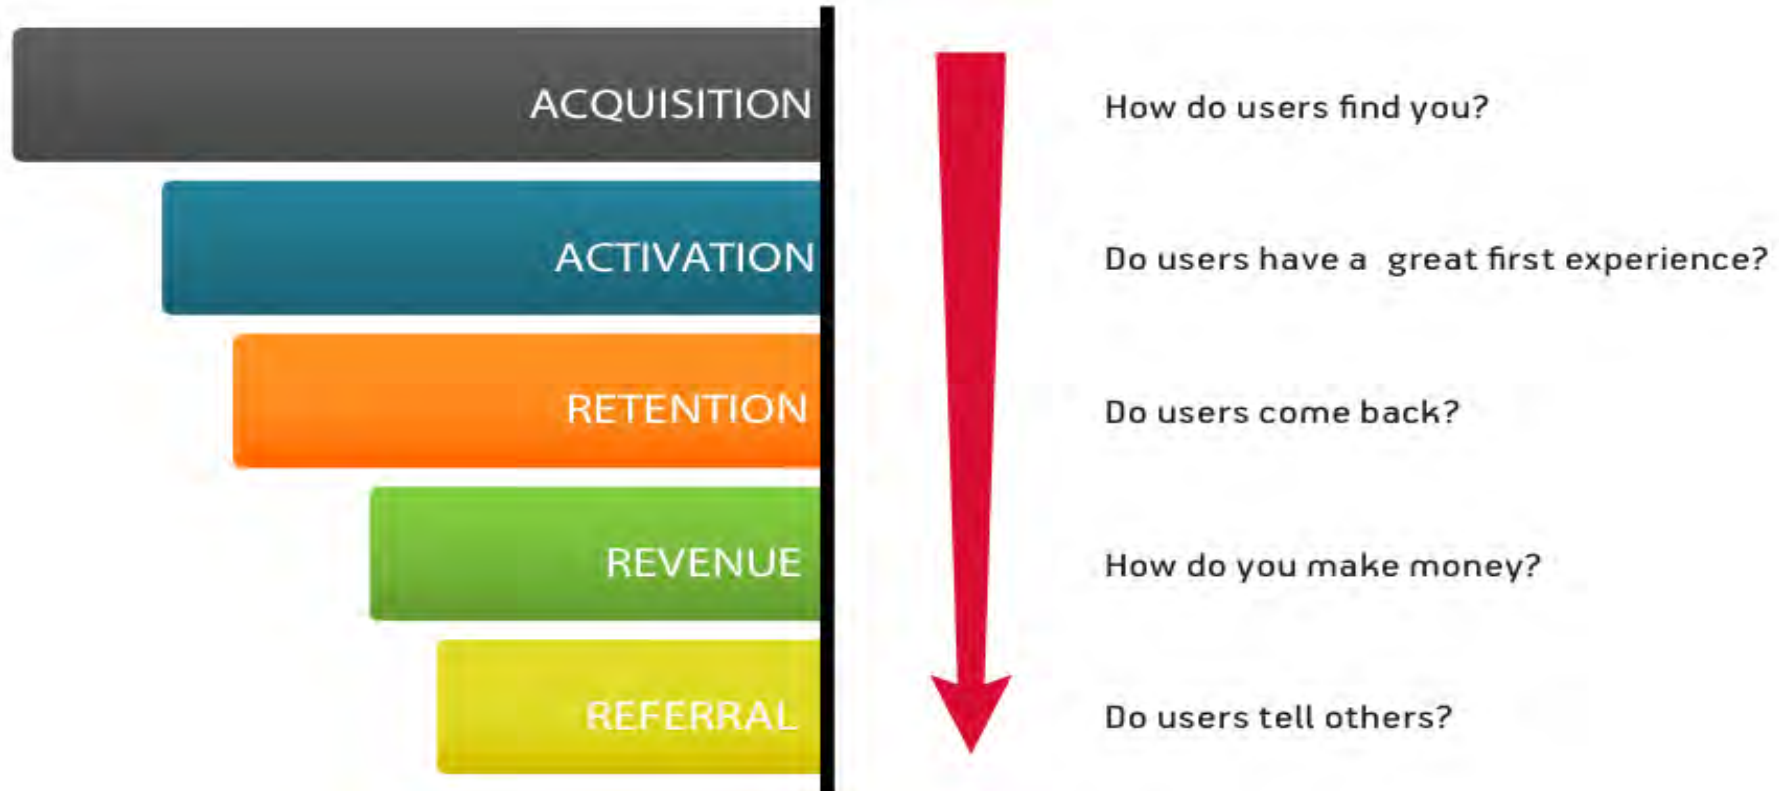 ACQUISITION
How do users find you?
ACTIVATION
Do users have a great first experience?
RETENTION
Do users come back?
REVENUE
How do you make money?
REFERRAL
Do users tell others?